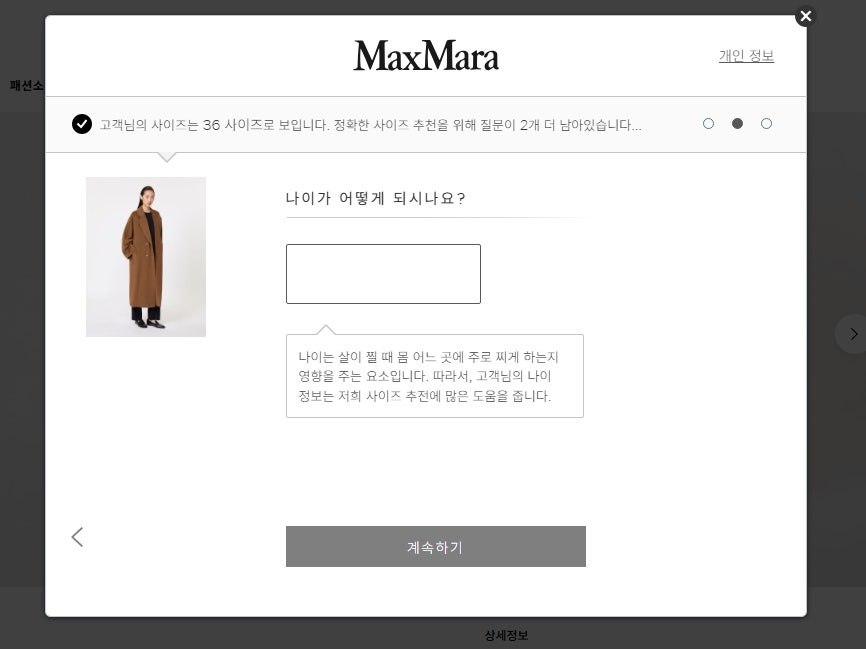 MaxMara
개인 정보
패션소
고객님의 사이즈는 36 사이즈로 보입니다. 정확한 사이즈 추천을 위해 질문이 2개 더 남아있습니다...
나이가 어떻게 되시나요?
나이는 살이 찔 때 몸 어느 곳에 주로 찌게 하는지
영향을 주는 요소입니다. 따라서, 고객님의 나이
정보는 저희 사이즈 추천에 많은 도움을 줍니다.
계속하기
상세정보